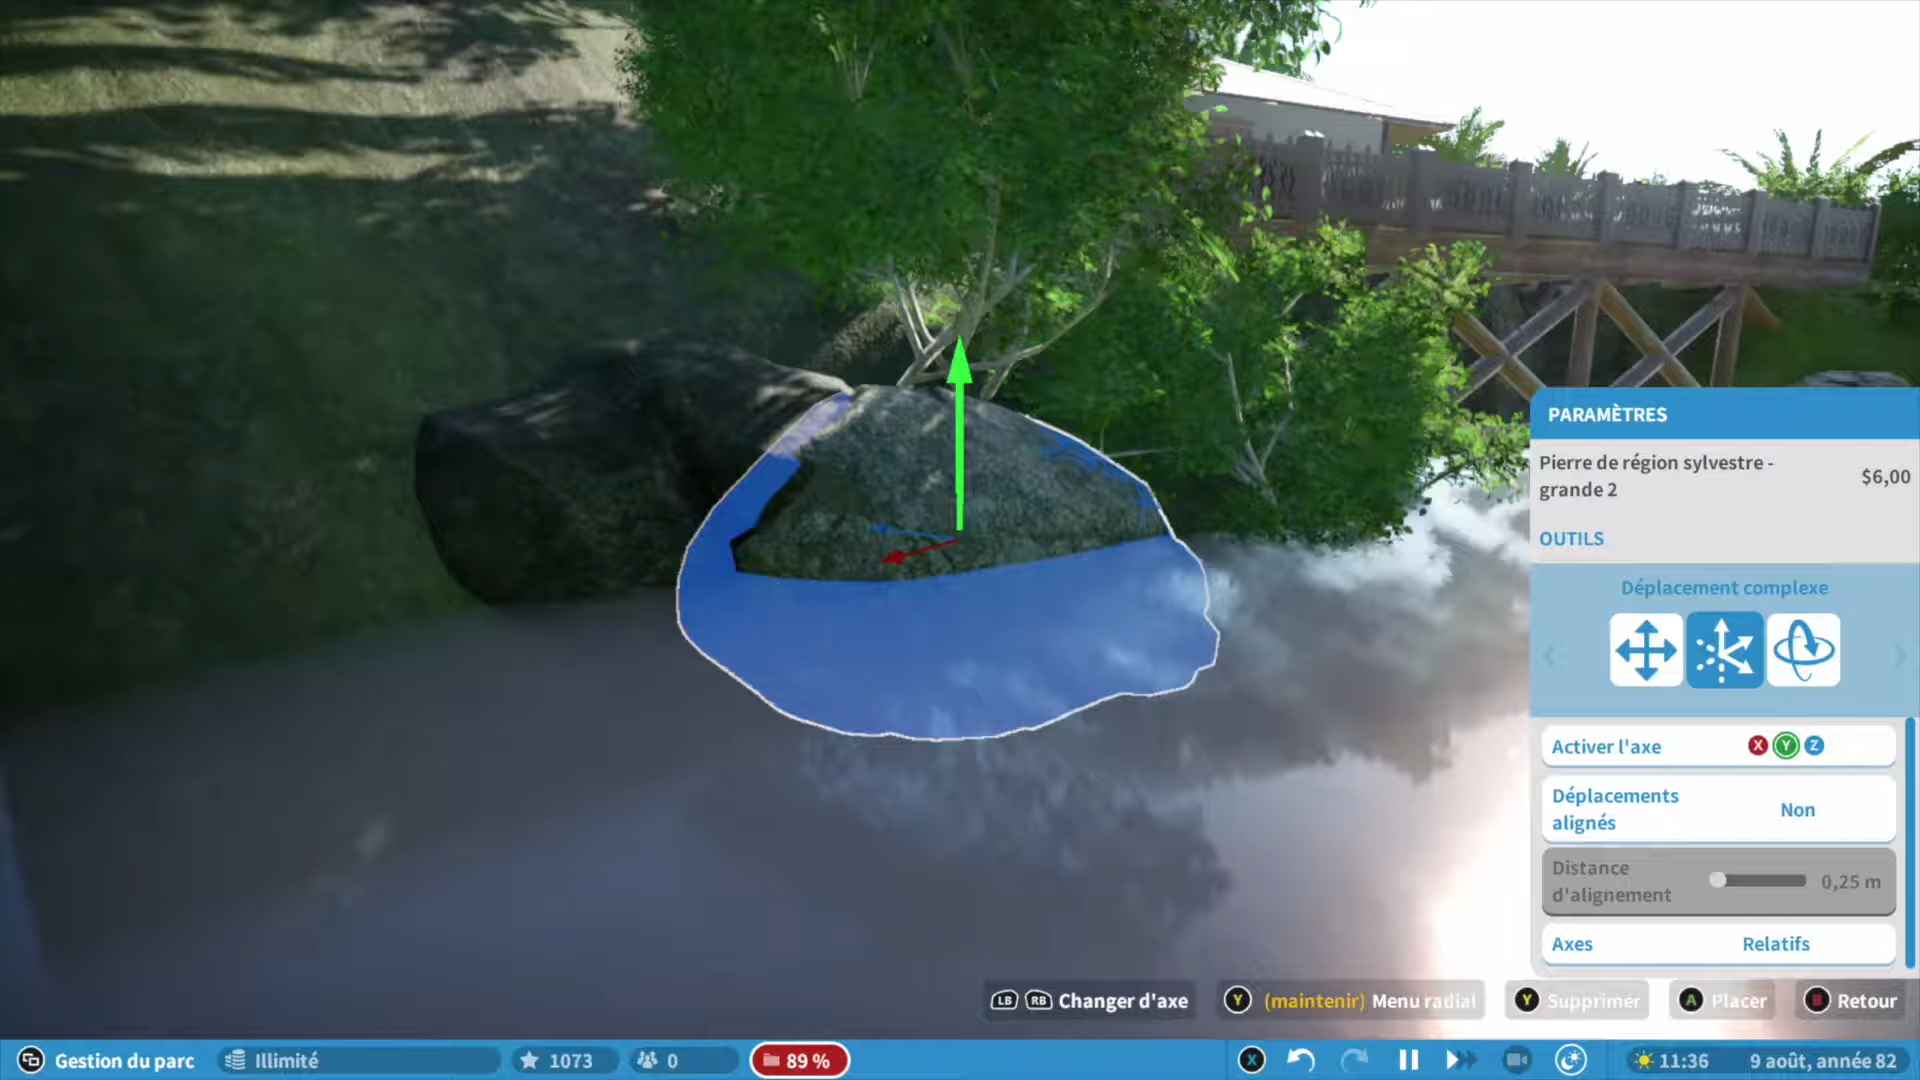 PARAMÈTRES
Pierre de région sylvestre -
grande 2
$6,00
OUTILS
Déplacement complexe
Activer l'axe X Y Z
Déplacements
alignés
Non
Distance
d'alignement
0,25 m
Axes Relatifs
LB RB Changer d'axe Y (maintenir) Menu radial Y Supprimer A Placer Retour
Gestion du parc Illimité 1073 0 89 % X 11:36 9 août, année 82